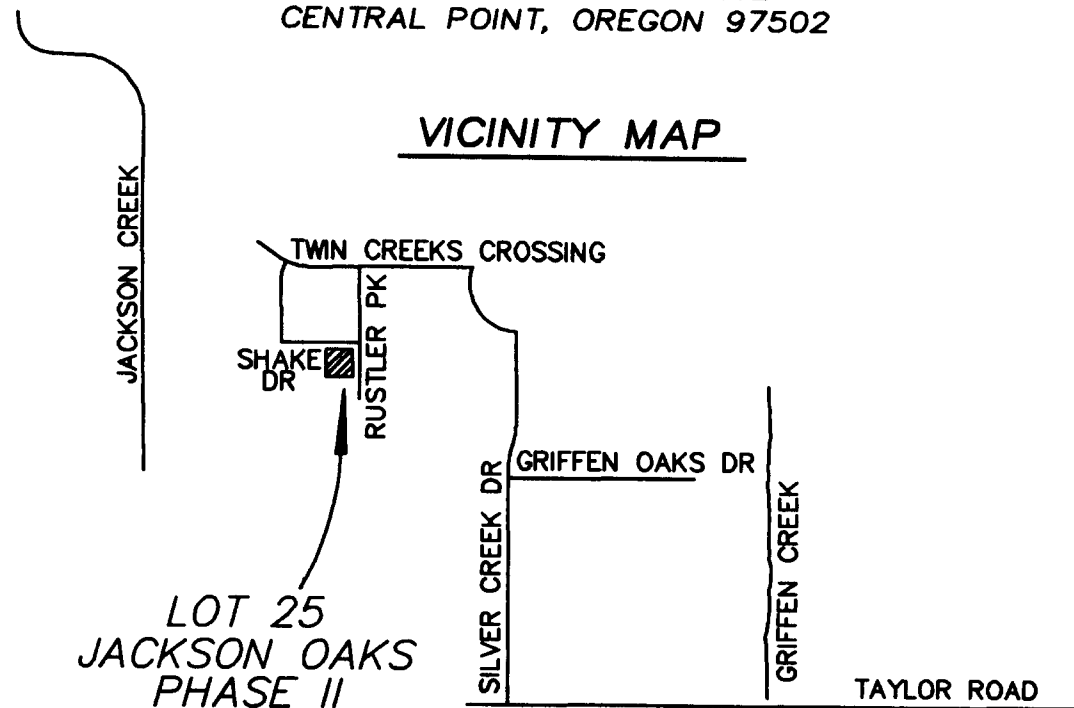 CENTRAL POINT, OREGON 97502
VICINITY MAP
JACKSON CREEK
TWIN CREEKS CROSSING
RUSTLER PK
SHAKE
DR
GRIFFEN OAKS DR
SILVER CREEK DR
GRIFFEN CREEK
LOT 25
JACKSON OAKS
PHASE II
TAYLOR ROAD